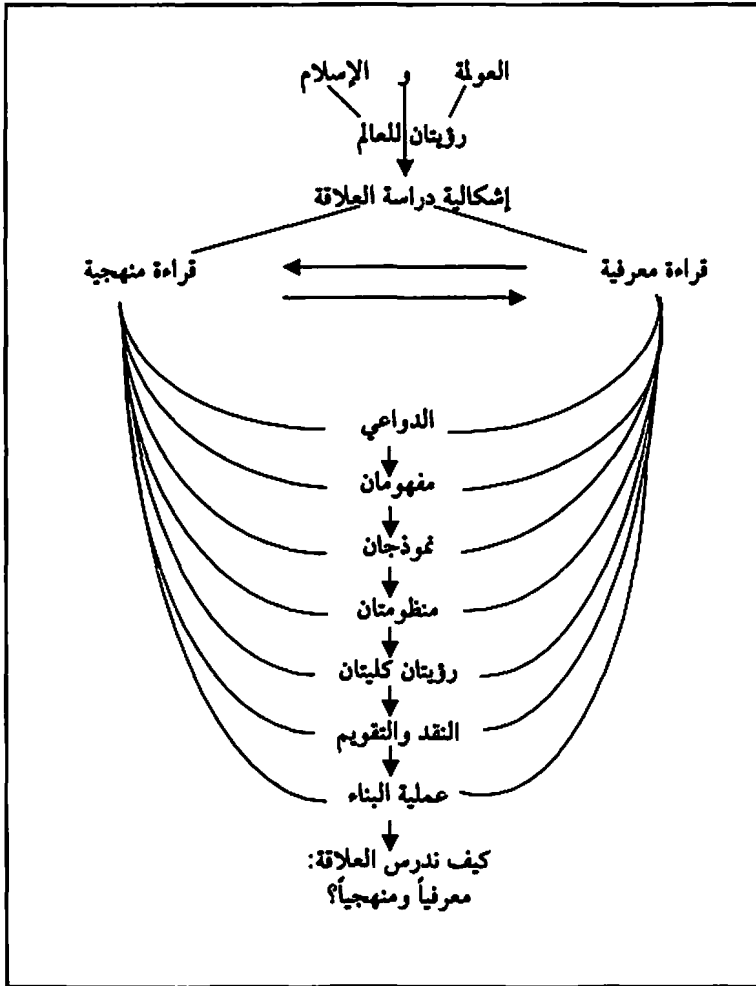 العولمة و الإسلام
رؤيتان للعالم
إشكالية دراسة العلاقة
قراءة معرفية
قراءة منهجية
الدواعي
مفهومان
نموذجان
منظومتان
رؤيتان كليتان
النقد والتقويم
عملية البناء
كيف ندرس العلاقة:
معرفياً ومنهجياً؟